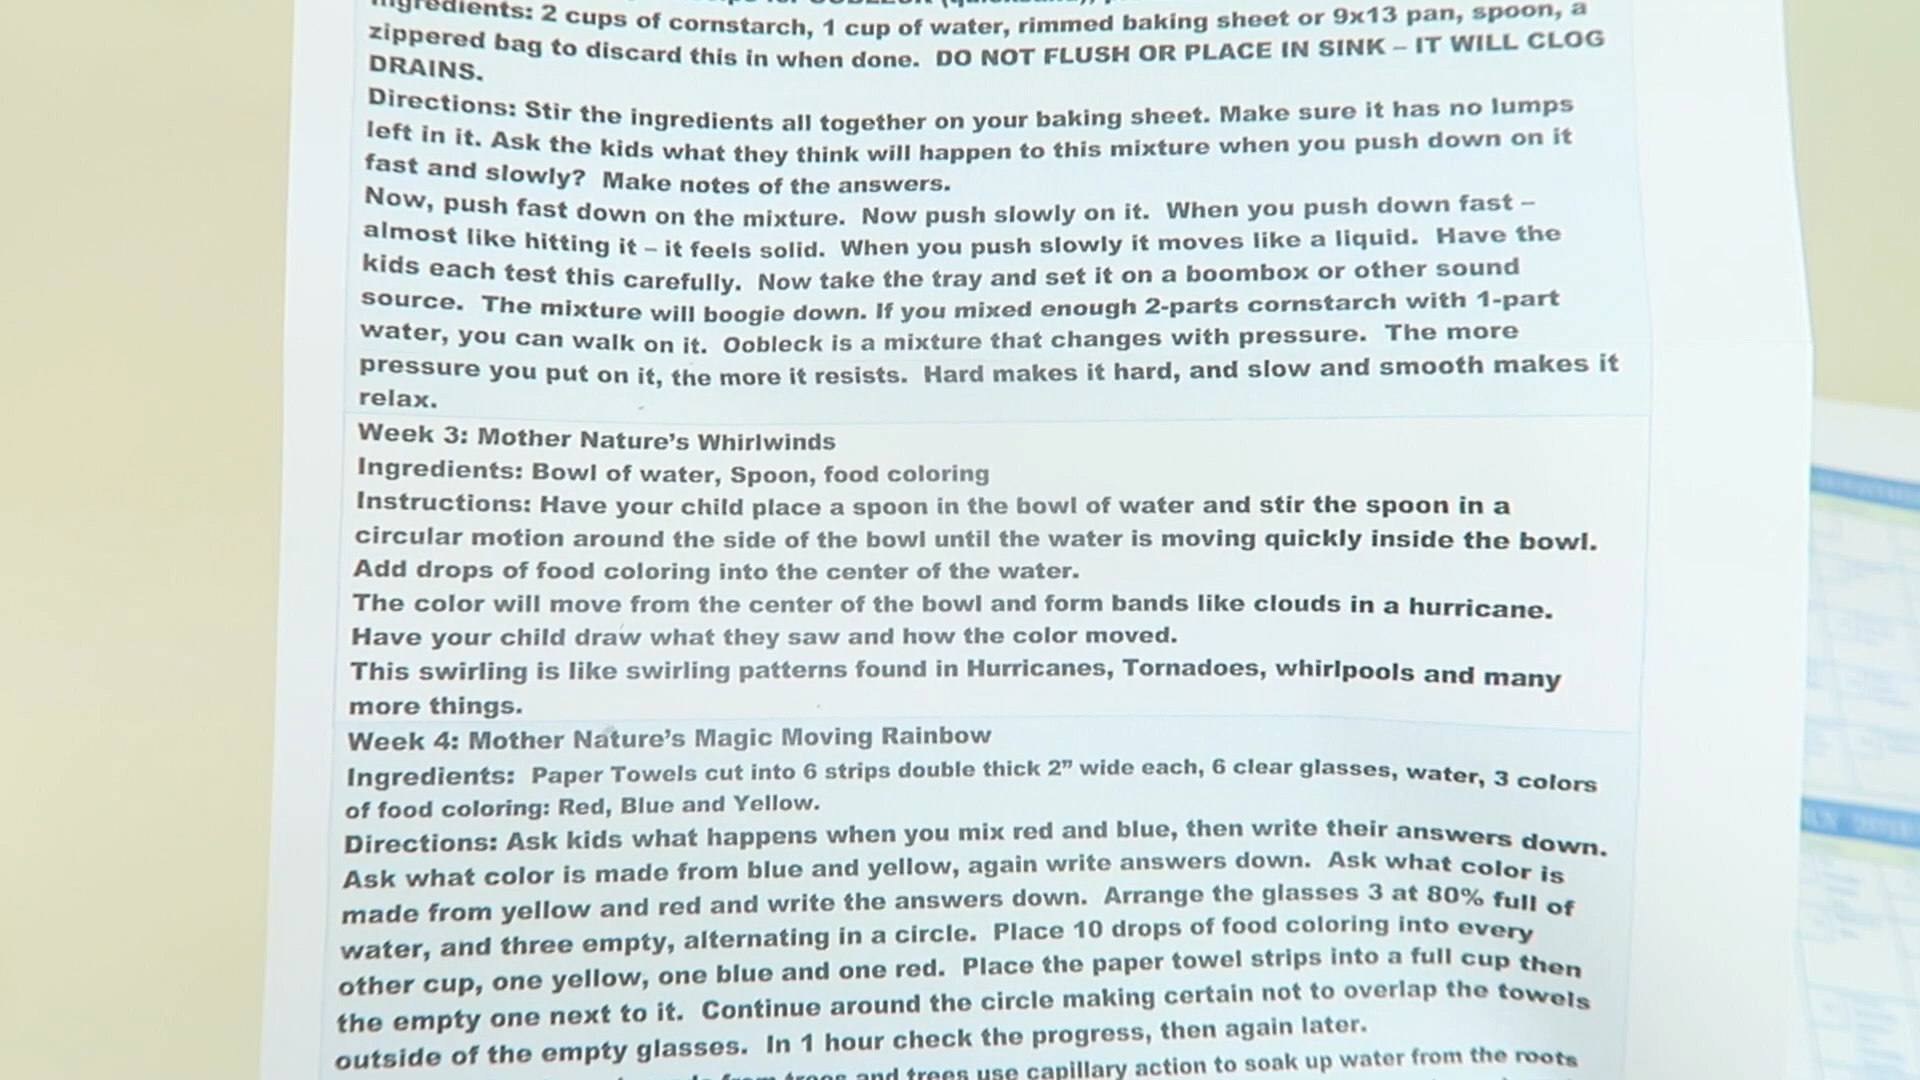 Ingredients: 2 cups of cornstarch, 1 cup of water, rimmed baking sheet or 9x13 pan, spoon, a
zippered bag to discard this in when done.  DO NOT FLUSH OR PLACE IN SINK – IT WILL CLOG
DRAINS.
Directions: Stir the ingredients all together on your baking sheet. Make sure it has no lumps
left in it. Ask the kids what they think will happen to this mixture when you push down on it
fast and slowly?  Make notes of the answers.
Now, push fast down on the mixture.  Now push slowly on it.  When you push down fast –
almost like hitting it – it feels solid.  When you push slowly it moves like a liquid.  Have the
kids each test this carefully.  Now take the tray and set it on a boombox or other sound
source.  The mixture will boogie down. If you mixed enough 2-parts cornstarch with 1-part
water, you can walk on it.  Oobleck is a mixture that changes with pressure.  The more
pressure you put on it, the more it resists.  Hard makes it hard, and slow and smooth makes it
relax.
Week 3: Mother Nature's Whirlwinds
Ingredients: Bowl of water, Spoon, food coloring
Instructions: Have your child place a spoon in the bowl of water and stir the spoon in a
circular motion around the side of the bowl until the water is moving quickly inside the bowl.
Add drops of food coloring into the center of the water.
The color will move from the center of the bowl and form bands like clouds in a hurricane.
Have your child draw what they saw and how the color moved.
This swirling is like swirling patterns found in Hurricanes, Tornadoes, whirlpools and many
more things.
Week 4: Mother Nature's Magic Moving Rainbow
Ingredients:  Paper Towels cut into 6 strips double thick 2” wide each, 6 clear glasses, water, 3 colors
of food coloring: Red, Blue and Yellow.
Directions: Ask kids what happens when you mix red and blue, then write their answers down.
Ask what color is made from blue and yellow, again write answers down.  Ask what color is
made from yellow and red and write the answers down.  Arrange the glasses 3 at 80% full of
water, and three empty, alternating in a circle.  Place 10 drops of food coloring into every
other cup, one yellow, one blue and one red.  Place the paper towel strips into a full cup then
the empty one next to it.  Continue around the circle making certain not to overlap the towels
outside of the empty glasses.  In 1 hour check the progress, then again later.
from trees and trees use capillary action to soak up water from the roots